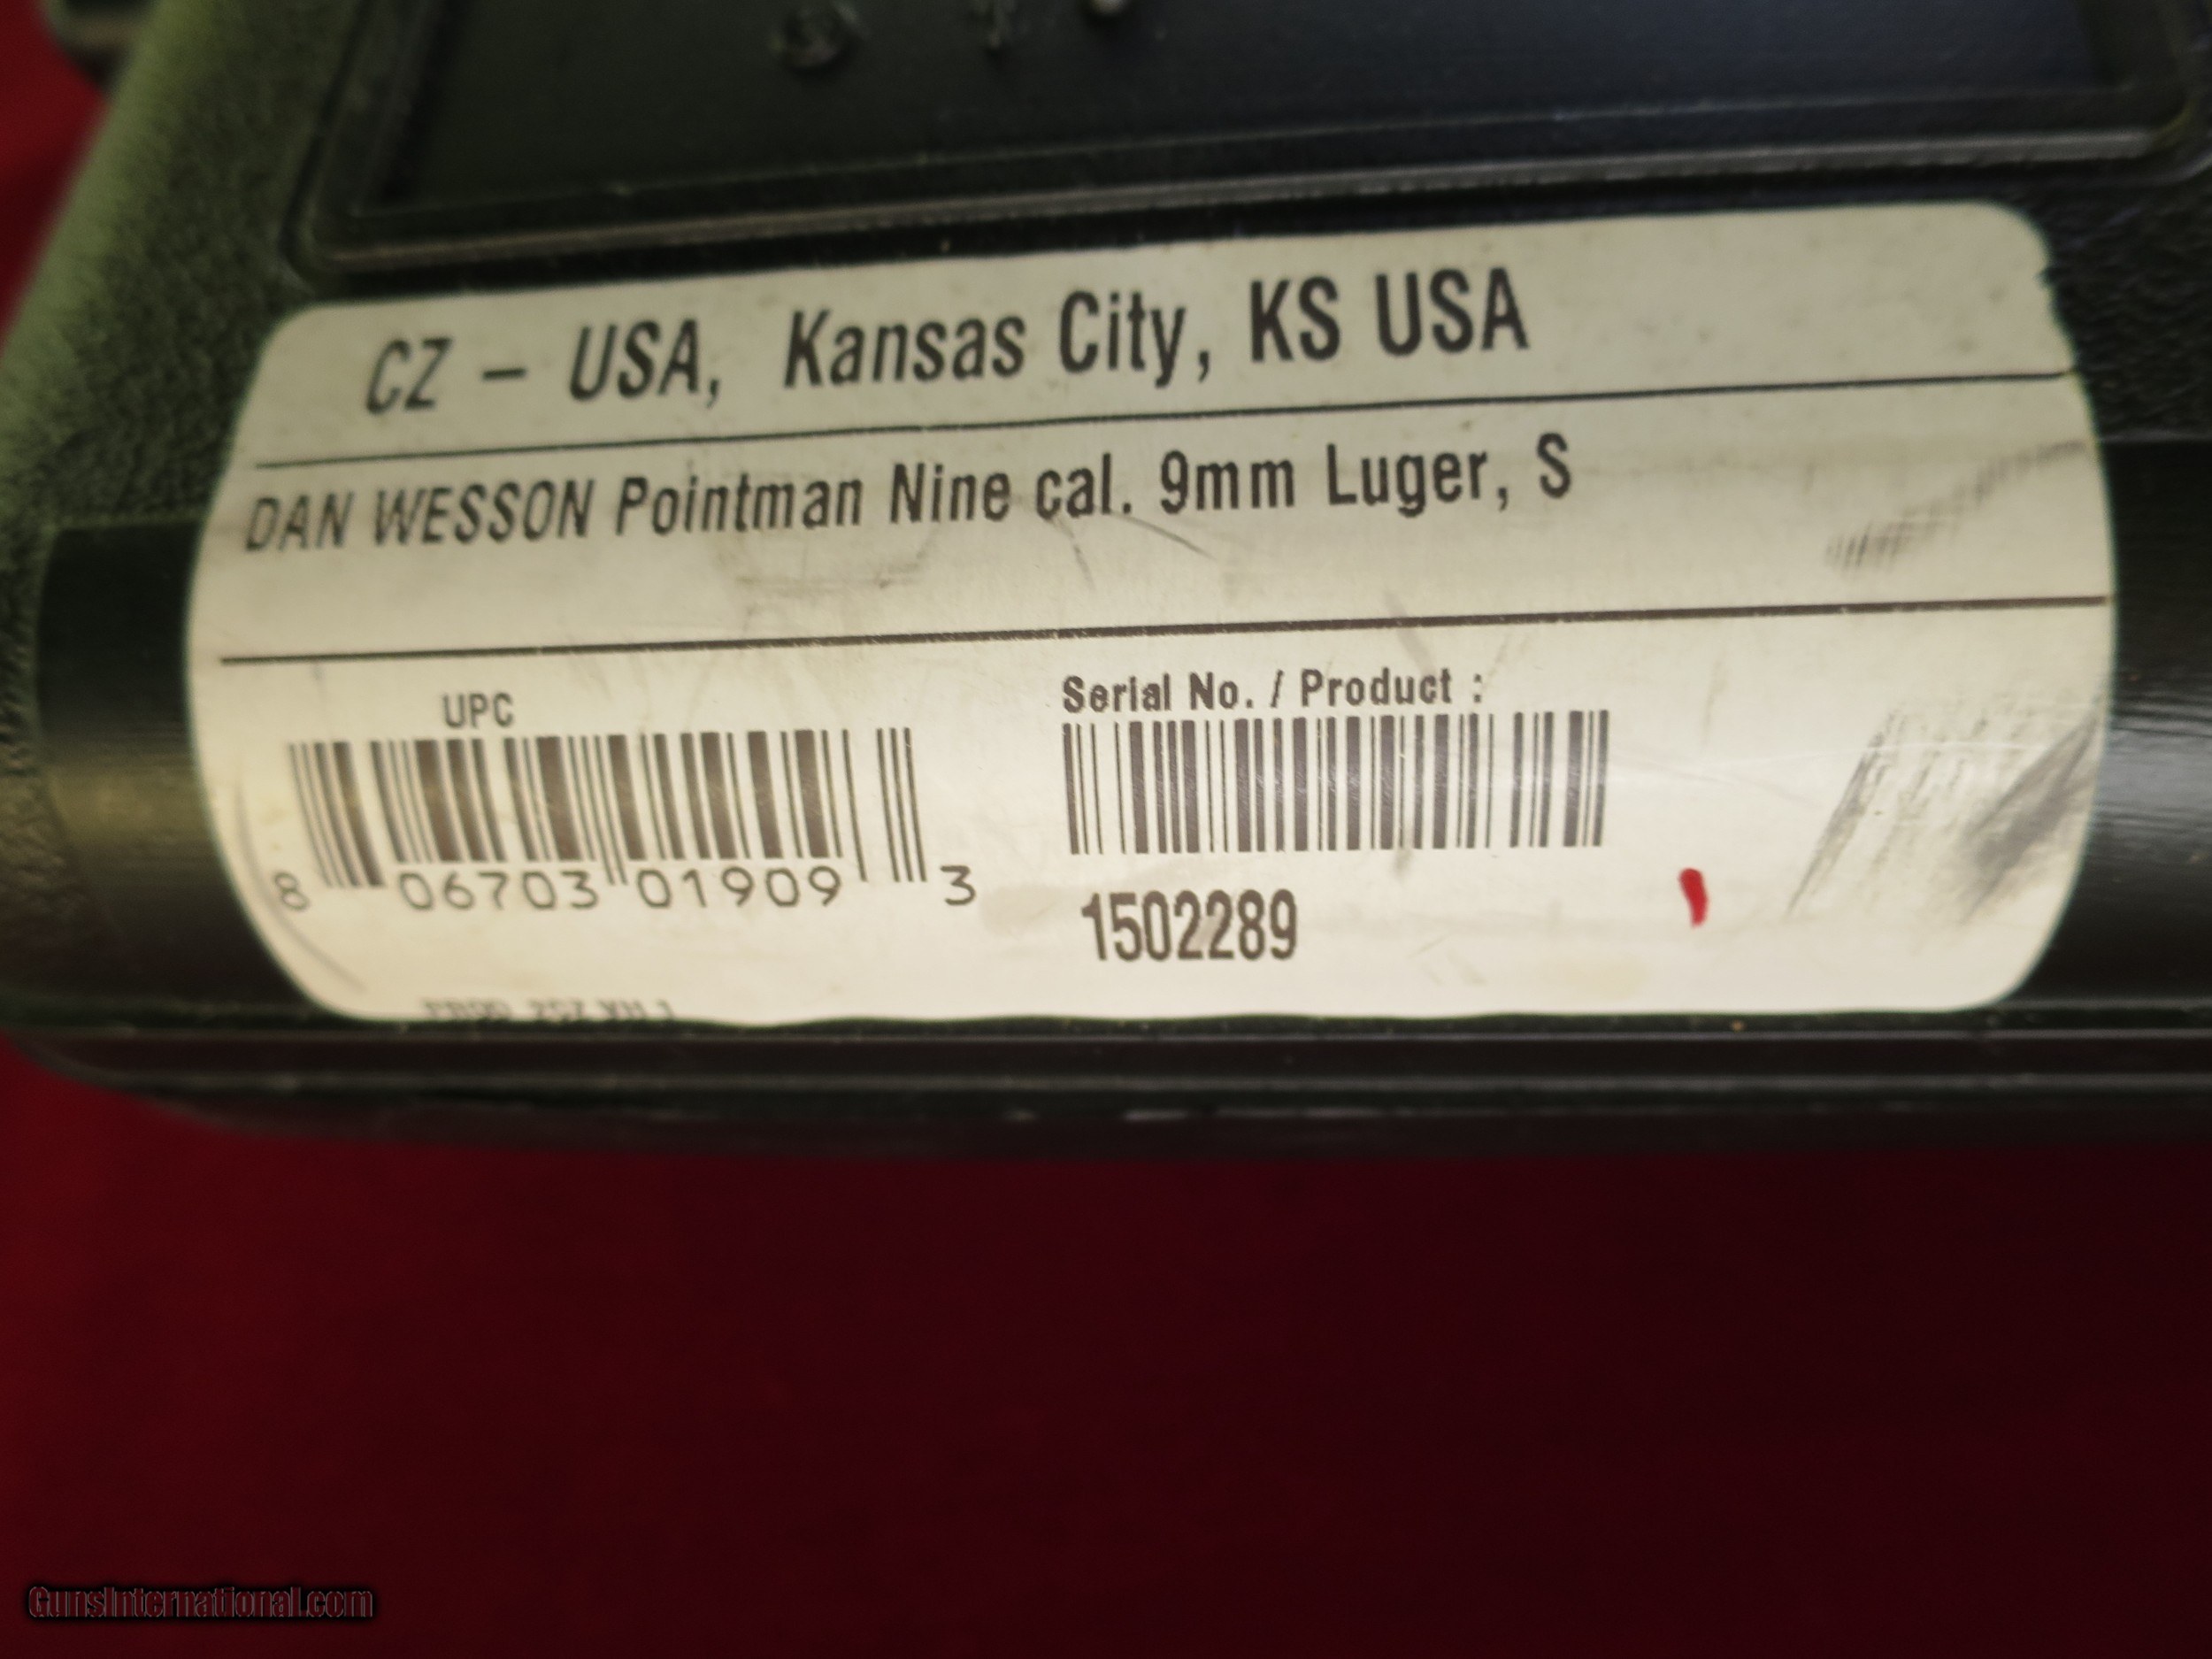 CZ – USA, Kansas City, KS USA
DAN WESSON Pointman Nine cal. 9mm Luger, S
UPC
8 06703 01909 3
Serial No. / Product :
1502289
GunsInternational.com